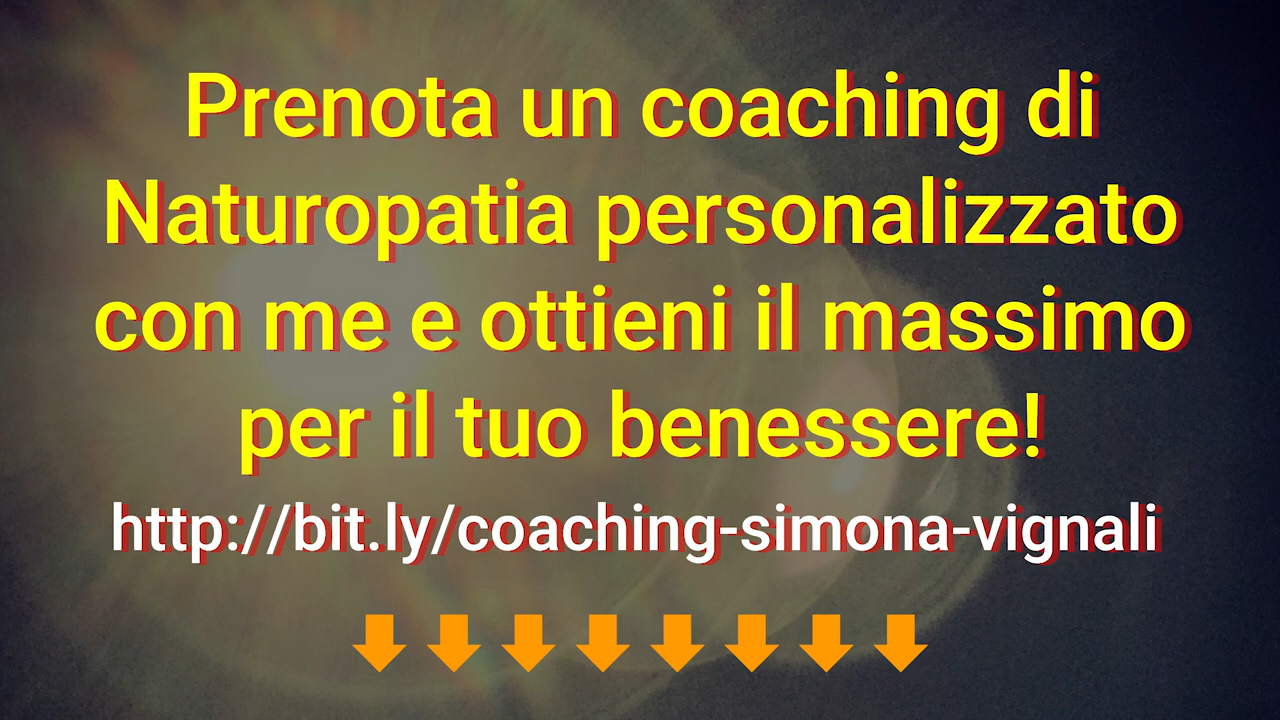 Prenota un coaching di
Naturopatia personalizzato
con me e ottieni il massimo
per il tuo benessere!
http://bit.ly/coaching-simona-vignali